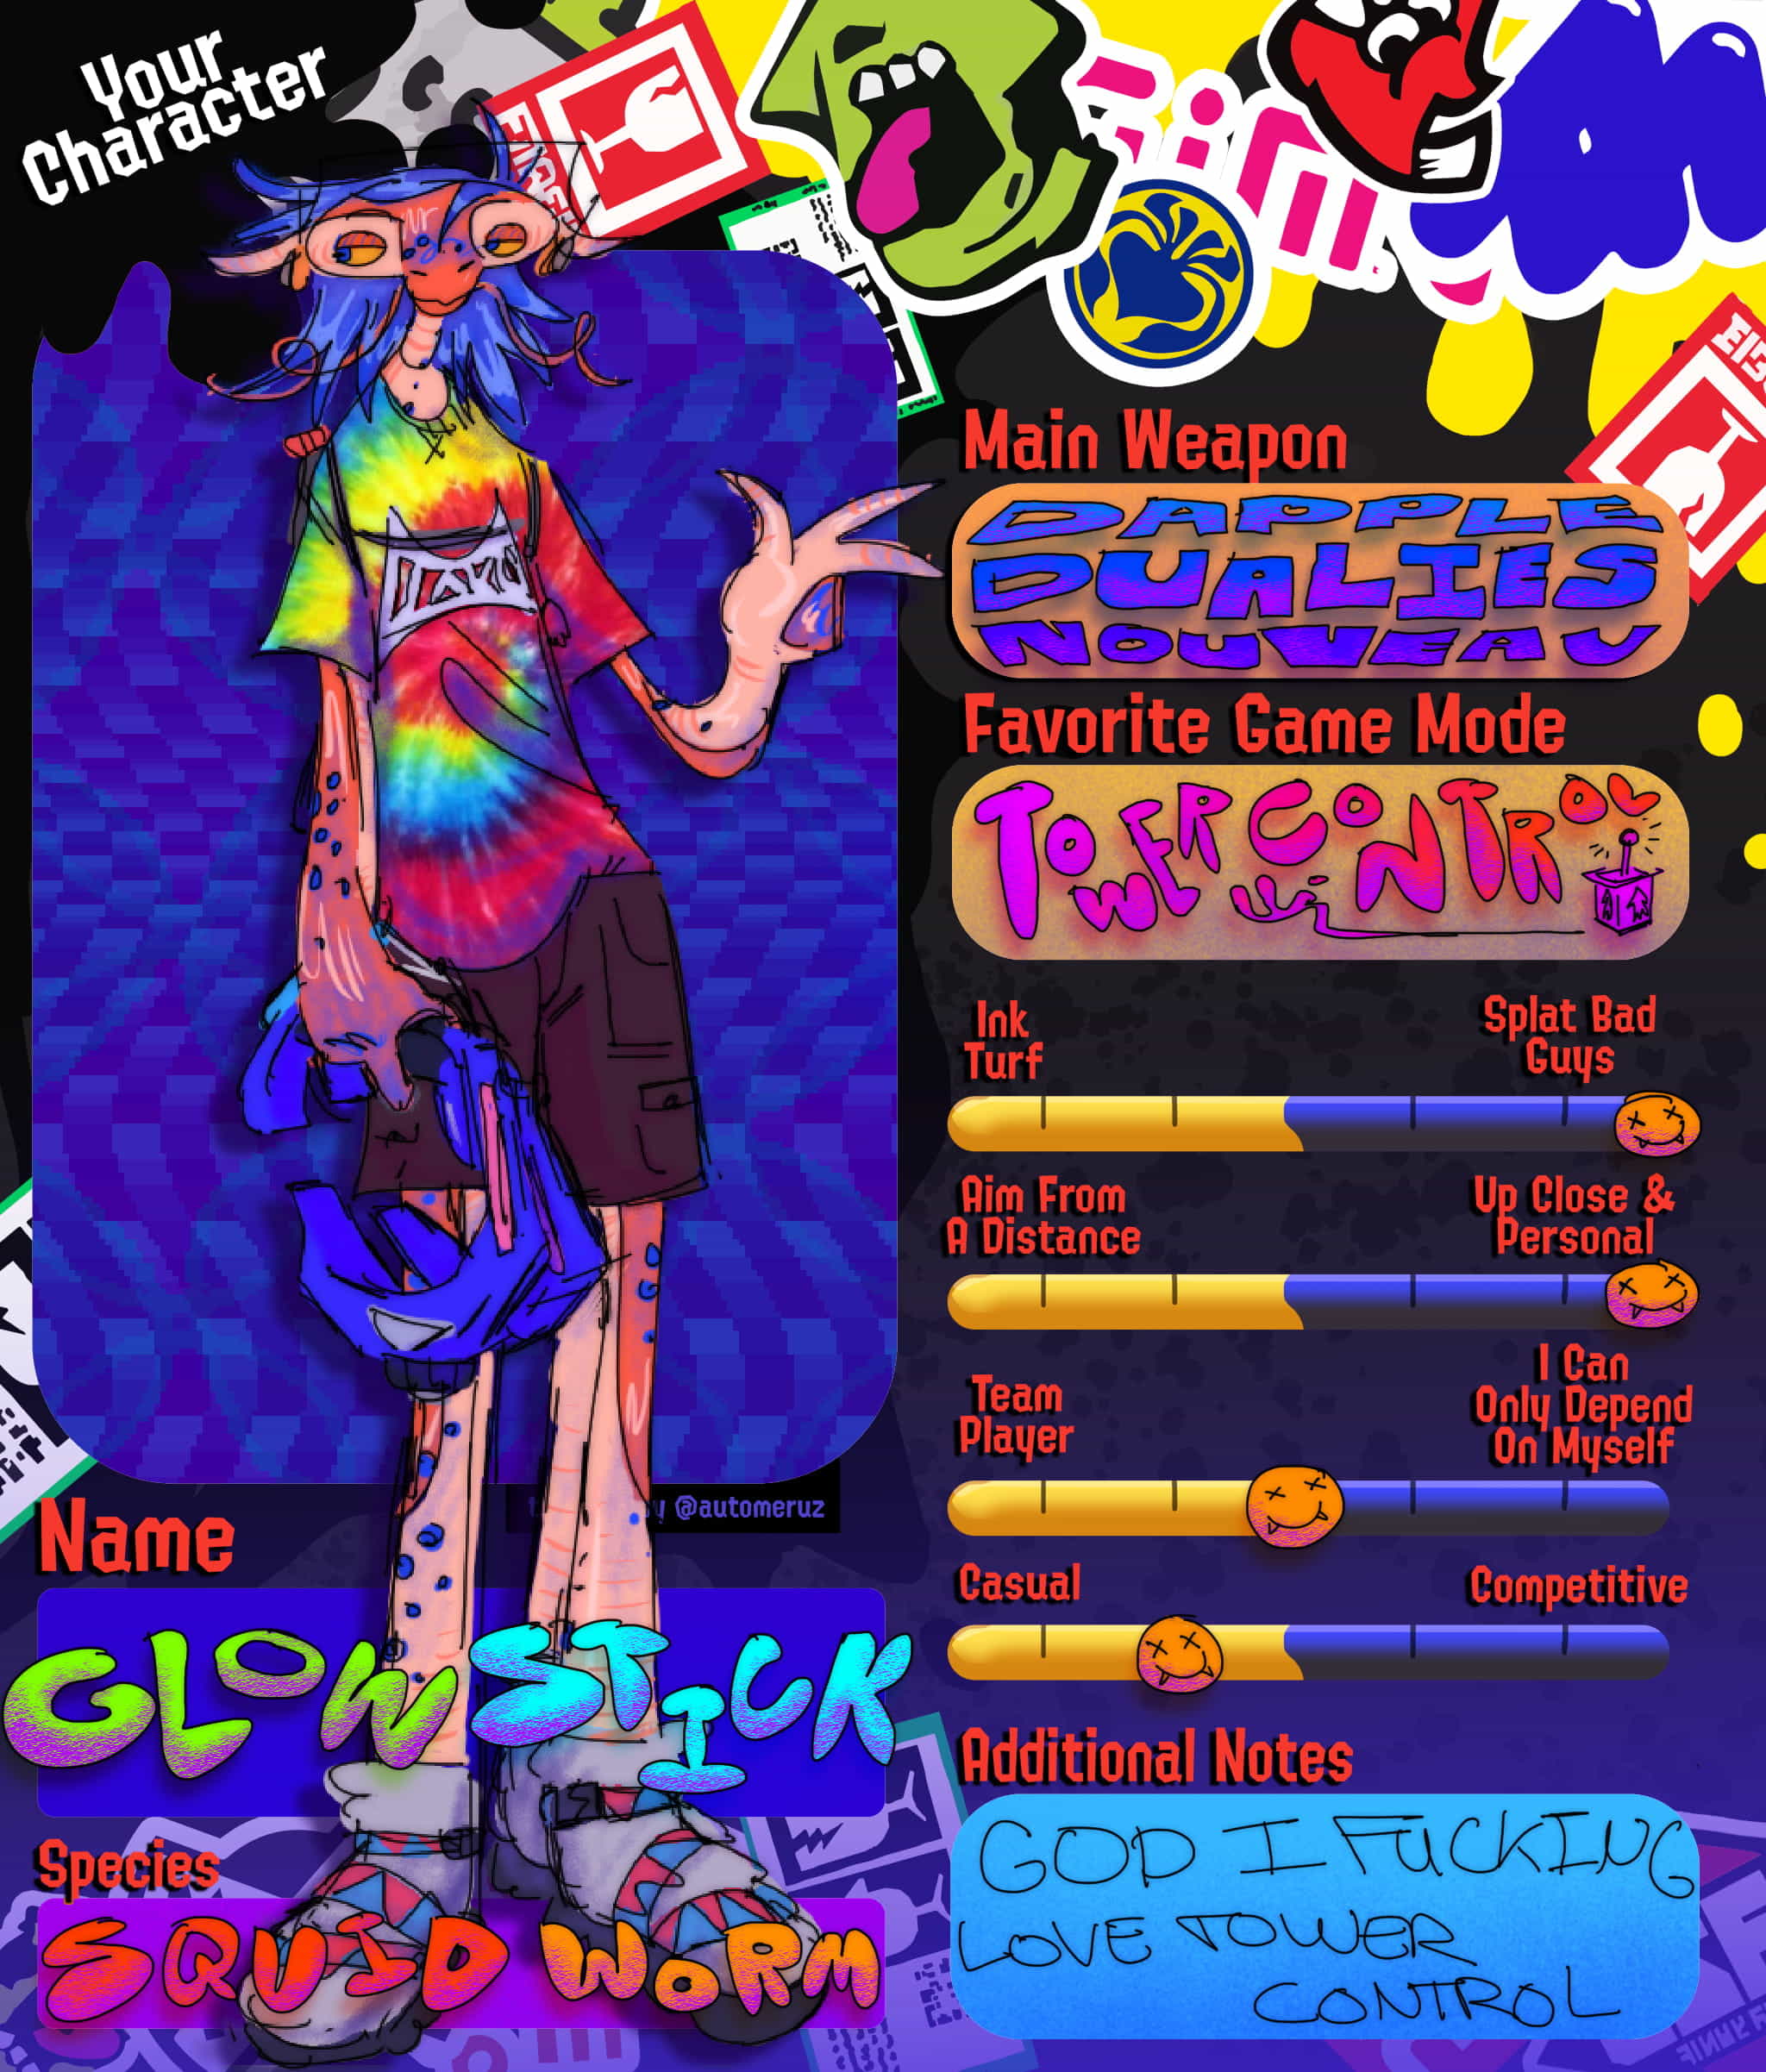 Your
Character
Main Weapon
DAPPLE
DUALIES
NOUVEAU
Favorite Game Mode
TOWER CONTROL
Ink
Turf
Splat Bad
Guys
Aim From
A Distance
Up Close &
Personal
Team
Player
I Can
Only Depend
On Myself
Casual
Competitive
Additional Notes
GOD I FUCKING
LOVE TOWER
CONTROL
@automeruz
Name
GLOW STICK
Species
SQUID WORM